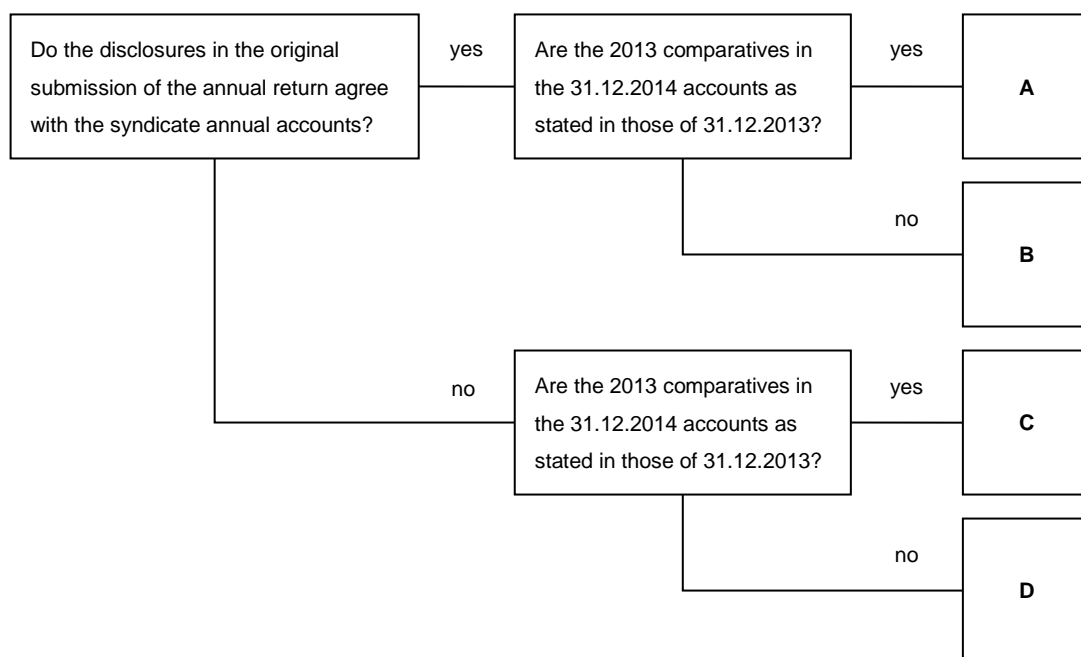 Do the disclosures in the original
submission of the annual return agree
with the syndicate annual accounts?
yes
Are the 2013 comparatives in
the 31.12.2014 accounts as
stated in those of 31.12.2013?
yes
A
no
B
no
Are the 2013 comparatives in
the 31.12.2014 accounts as
stated in those of 31.12.2013?
yes
C
no
D